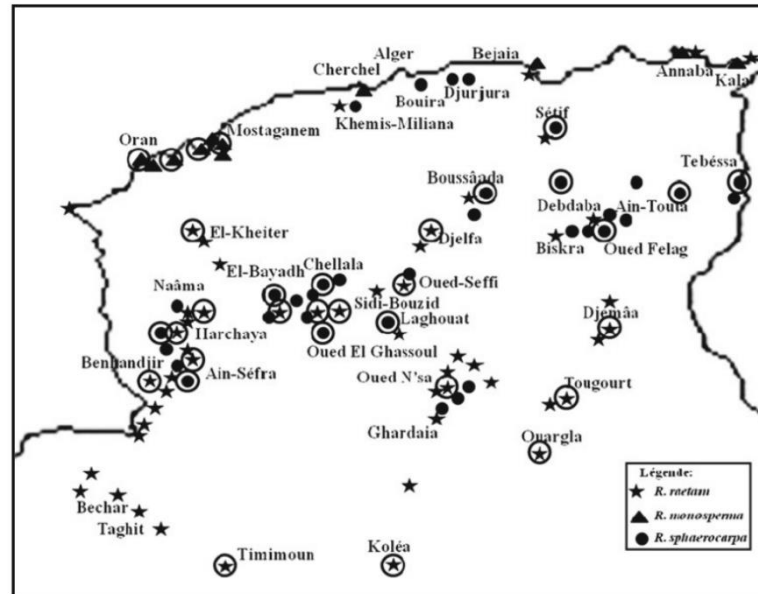 Alger
Bejaia
Annaba
Kala
Cherchel
Bouira
Djurjura
Khemis-Miliana
Sétif
Oran
Mostaganem
Tebéssa
Boussâada
Debdaba
Ain-Touta
El-Kheiter
Djelfa
Biskra
Oued Felag
El-Bayadh
Chellala
Oued-Seffi
Naâma
Sidi-Bouzid
Djemâa
Harchaya
Laghouat
Oued El Ghassoul
Benhandjir
Ain-Séfra
Oued N'sa
Tougourt
Ghardaia
Ouargla
Bechar
Taghit
Timimoun
Koléa
Légende:
R. raetam
R. monosperma
R. sphaerocarpa